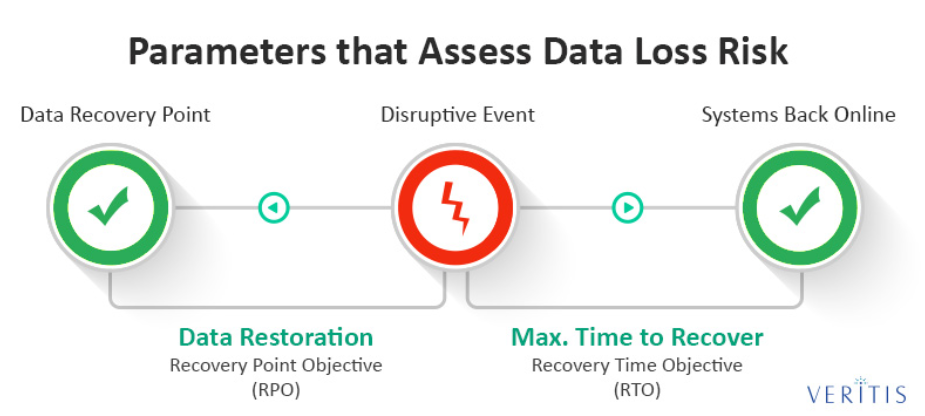 Parameters that Assess Data Loss Risk
Data Recovery Point
Disruptive Event
Systems Back Online
Data Restoration
Recovery Point Objective
(RPO)
Max. Time to Recover
Recovery Time Objective
(RTO)
VERITIS